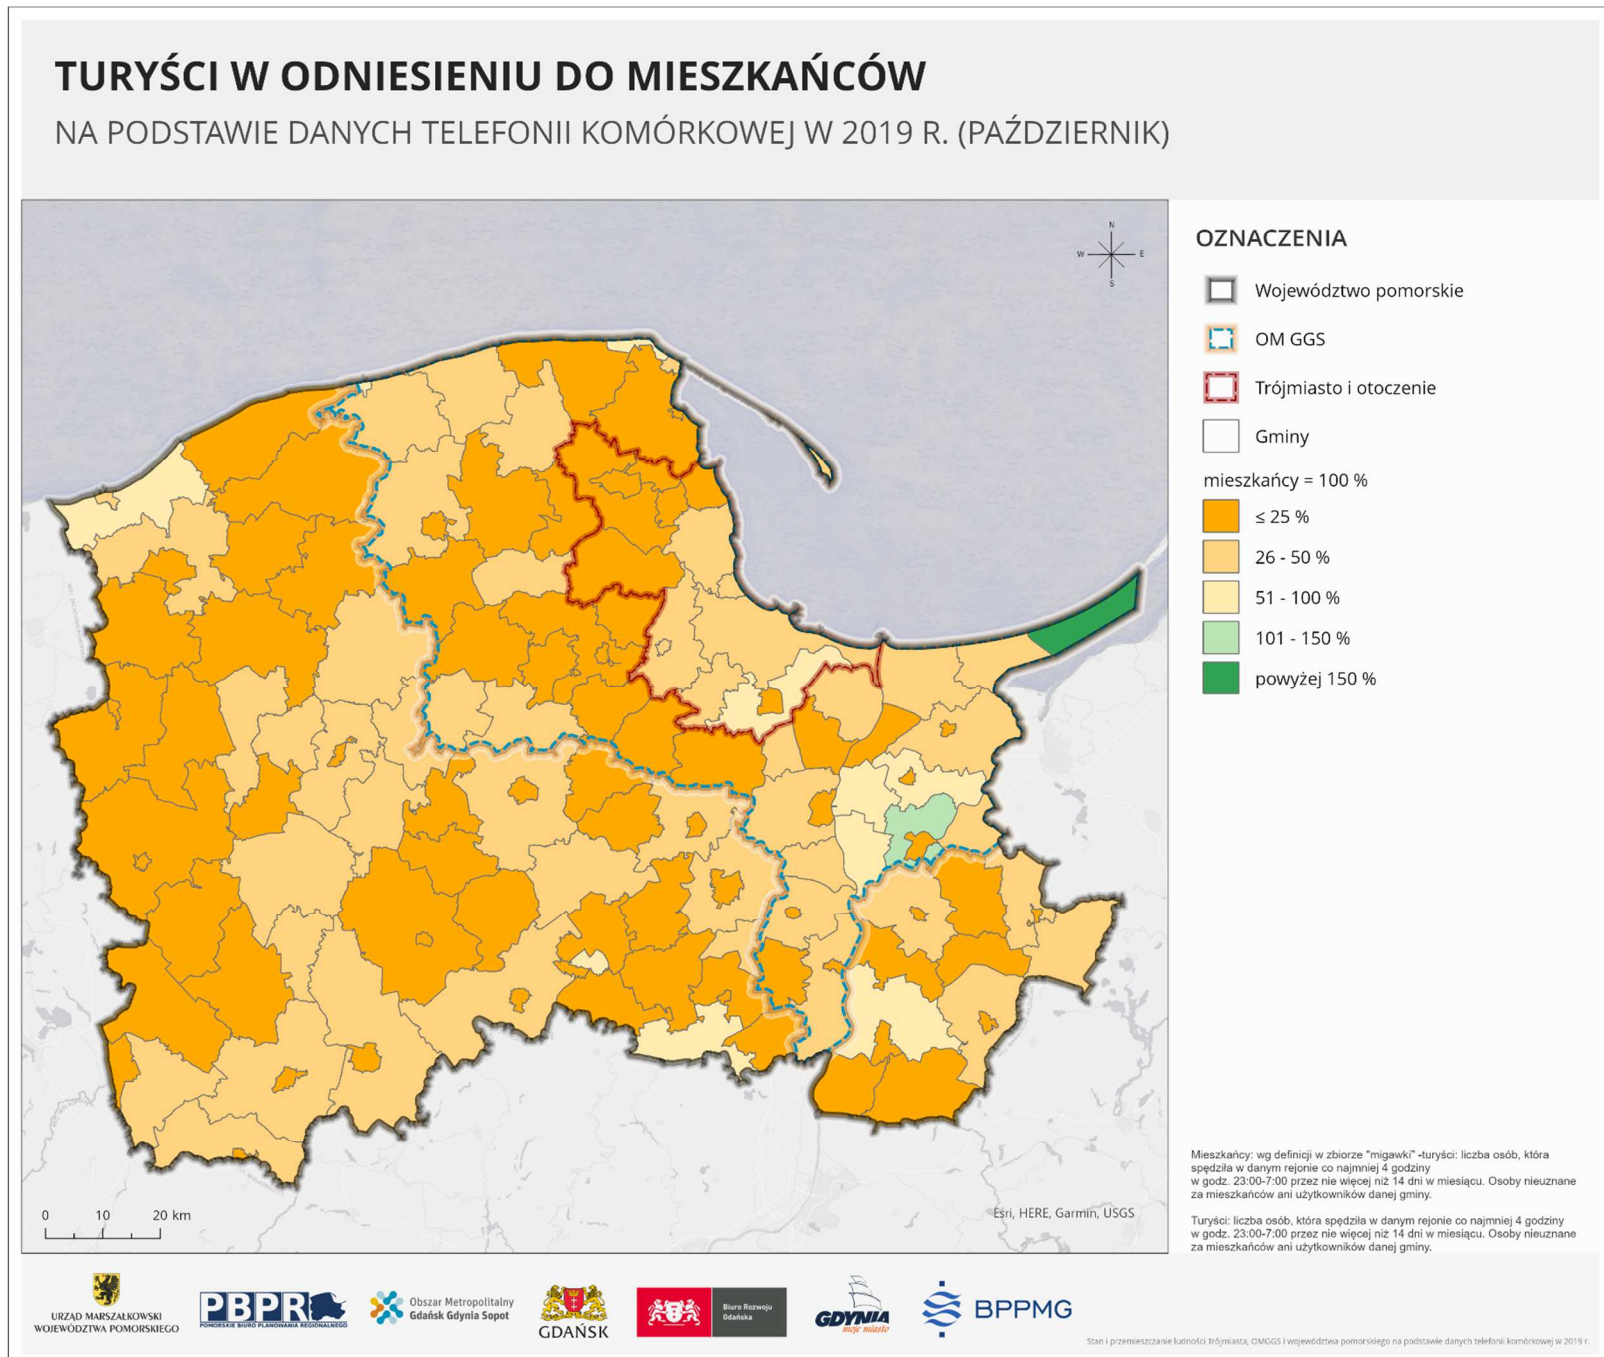 TURYŚCI W ODNIESIENIU DO MIESZKAŃCÓW
NA PODSTAWIE DANYCH TELEFONII KOMÓRKOWEJ W 2019 R. (PAŹDZIERNIK)
N
W
E
S
OZNACZENIA
Województwo pomorskie
OM GGS
Trójmiasto i otoczenie
Gminy
mieszkańcy = 100 %
≤ 25 %
26 - 50 %
51 - 100 %
101 - 150 %
powyżej 150 %
Mieszkańcy: wg definicji w zbiorze "migawki" -turyści: liczba osób, która
spędziła w danym rejonie co najmniej 4 godziny
w godz. 23:00-7:00 przez nie więcej niż 14 dni w miesiącu. Osoby nieuznane
za mieszkańców ani użytkowników danej gminy.
Turyści: liczba osób, która spędziła w danym rejonie co najmniej 4 godziny
w godz. 23:00-7:00 przez nie więcej niż 14 dni w miesiącu. Osoby nieuznane
za mieszkańców ani użytkowników danej gminy.
0 10 20 km
Esri, HERE, Garmin, USGS
URZĄD MARSZAŁKOWSKI
WOJEWÓDZTWA POMORSKIEGO
PBPR
POMORSKIE BIURO PLANOWANIA REGIONALNEGO
Obszar Metropolitalny
Gdańsk Gdynia Sopot
GDAŃSK
Biuro Rozwoju
Gdańska
GDYNIA
moje miasto
BPPMG
Stan i przemieszczanie ludności Trójmiasta, OMGGS i województwa pomorskiego na podstawie danych telefonii komórkowej w 2019 r.